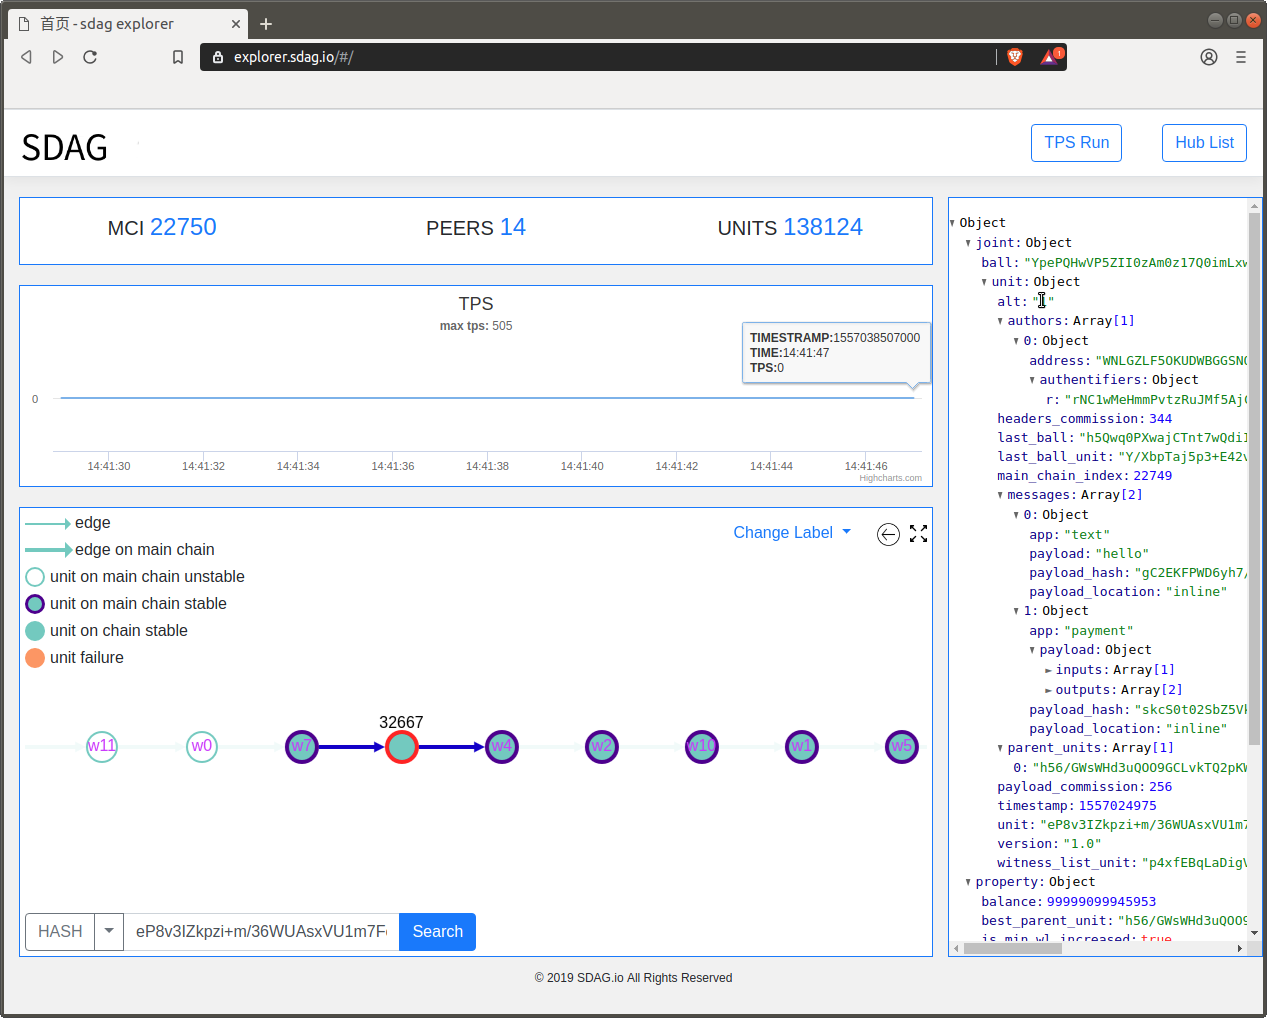 首页 - sdag explorer
explorer.sdag.io/#/
1
SDAG
TPS Run
Hub List
MCI 22750
PEERS 14
UNITS 138124
TPS
max tps: 505
TIMESTRAMP:1557038507000
TIME:14:41:47
TPS:0
0
14:41:30 14:41:32 14:41:34 14:41:36 14:41:38 14:41:40 14:41:42 14:41:44 14:41:46
Highcharts.com
edge
edge on main chain
unit on main chain unstable
unit on main chain stable
unit on chain stable
unit failure
Change Label
32667
w11 w0 w7 w4 w2 w10 w1 w5
HASH
eP8v3IZkpzi+m/36WUAsxVU1m7F
Search
Object
joint: Object
ball: "YpePQHwVP5ZII0zAm0z17Q0imLxw
unit: Object
alt: "1"
authors: Array[1]
0: Object
address: "WNLGZLF5OKUDWBGGSNO
authentifiers: Object
r: "rNC1wMeHmmPvtzRuJMf5Aj
headers_commission: 344
last_ball: "h5Qwq0PXwajCTnt7wQdi
last_ball_unit: "Y/XbpTaj5p3+E42v
main_chain_index: 22749
messages: Array[2]
0: Object
app: "text"
payload: "hello"
payload_hash: "gC2EKFPWD6yh7/
payload_location: "inline"
1: Object
app: "payment"
payload: Object
inputs: Array[1]
outputs: Array[2]
payload_hash: "skcS0t02SbZ5V
payload_location: "inline"
parent_units: Array[1]
0: "h56/GWsWHd3uQOO9GCLvkTQ2pK
payload_commission: 256
timestamp: 1557024975
unit: "eP8v3IZkpzi+m/36WUAsxVU1m7
version: "1.0"
witness_list_unit: "p4xfEBqLaDigV
property: Object
balance: 99999099945953
best_parent_unit: "h56/GWsWHd3uQOO9
is_min_wl_increased: true
© 2019 SDAG.io All Rights Reserved